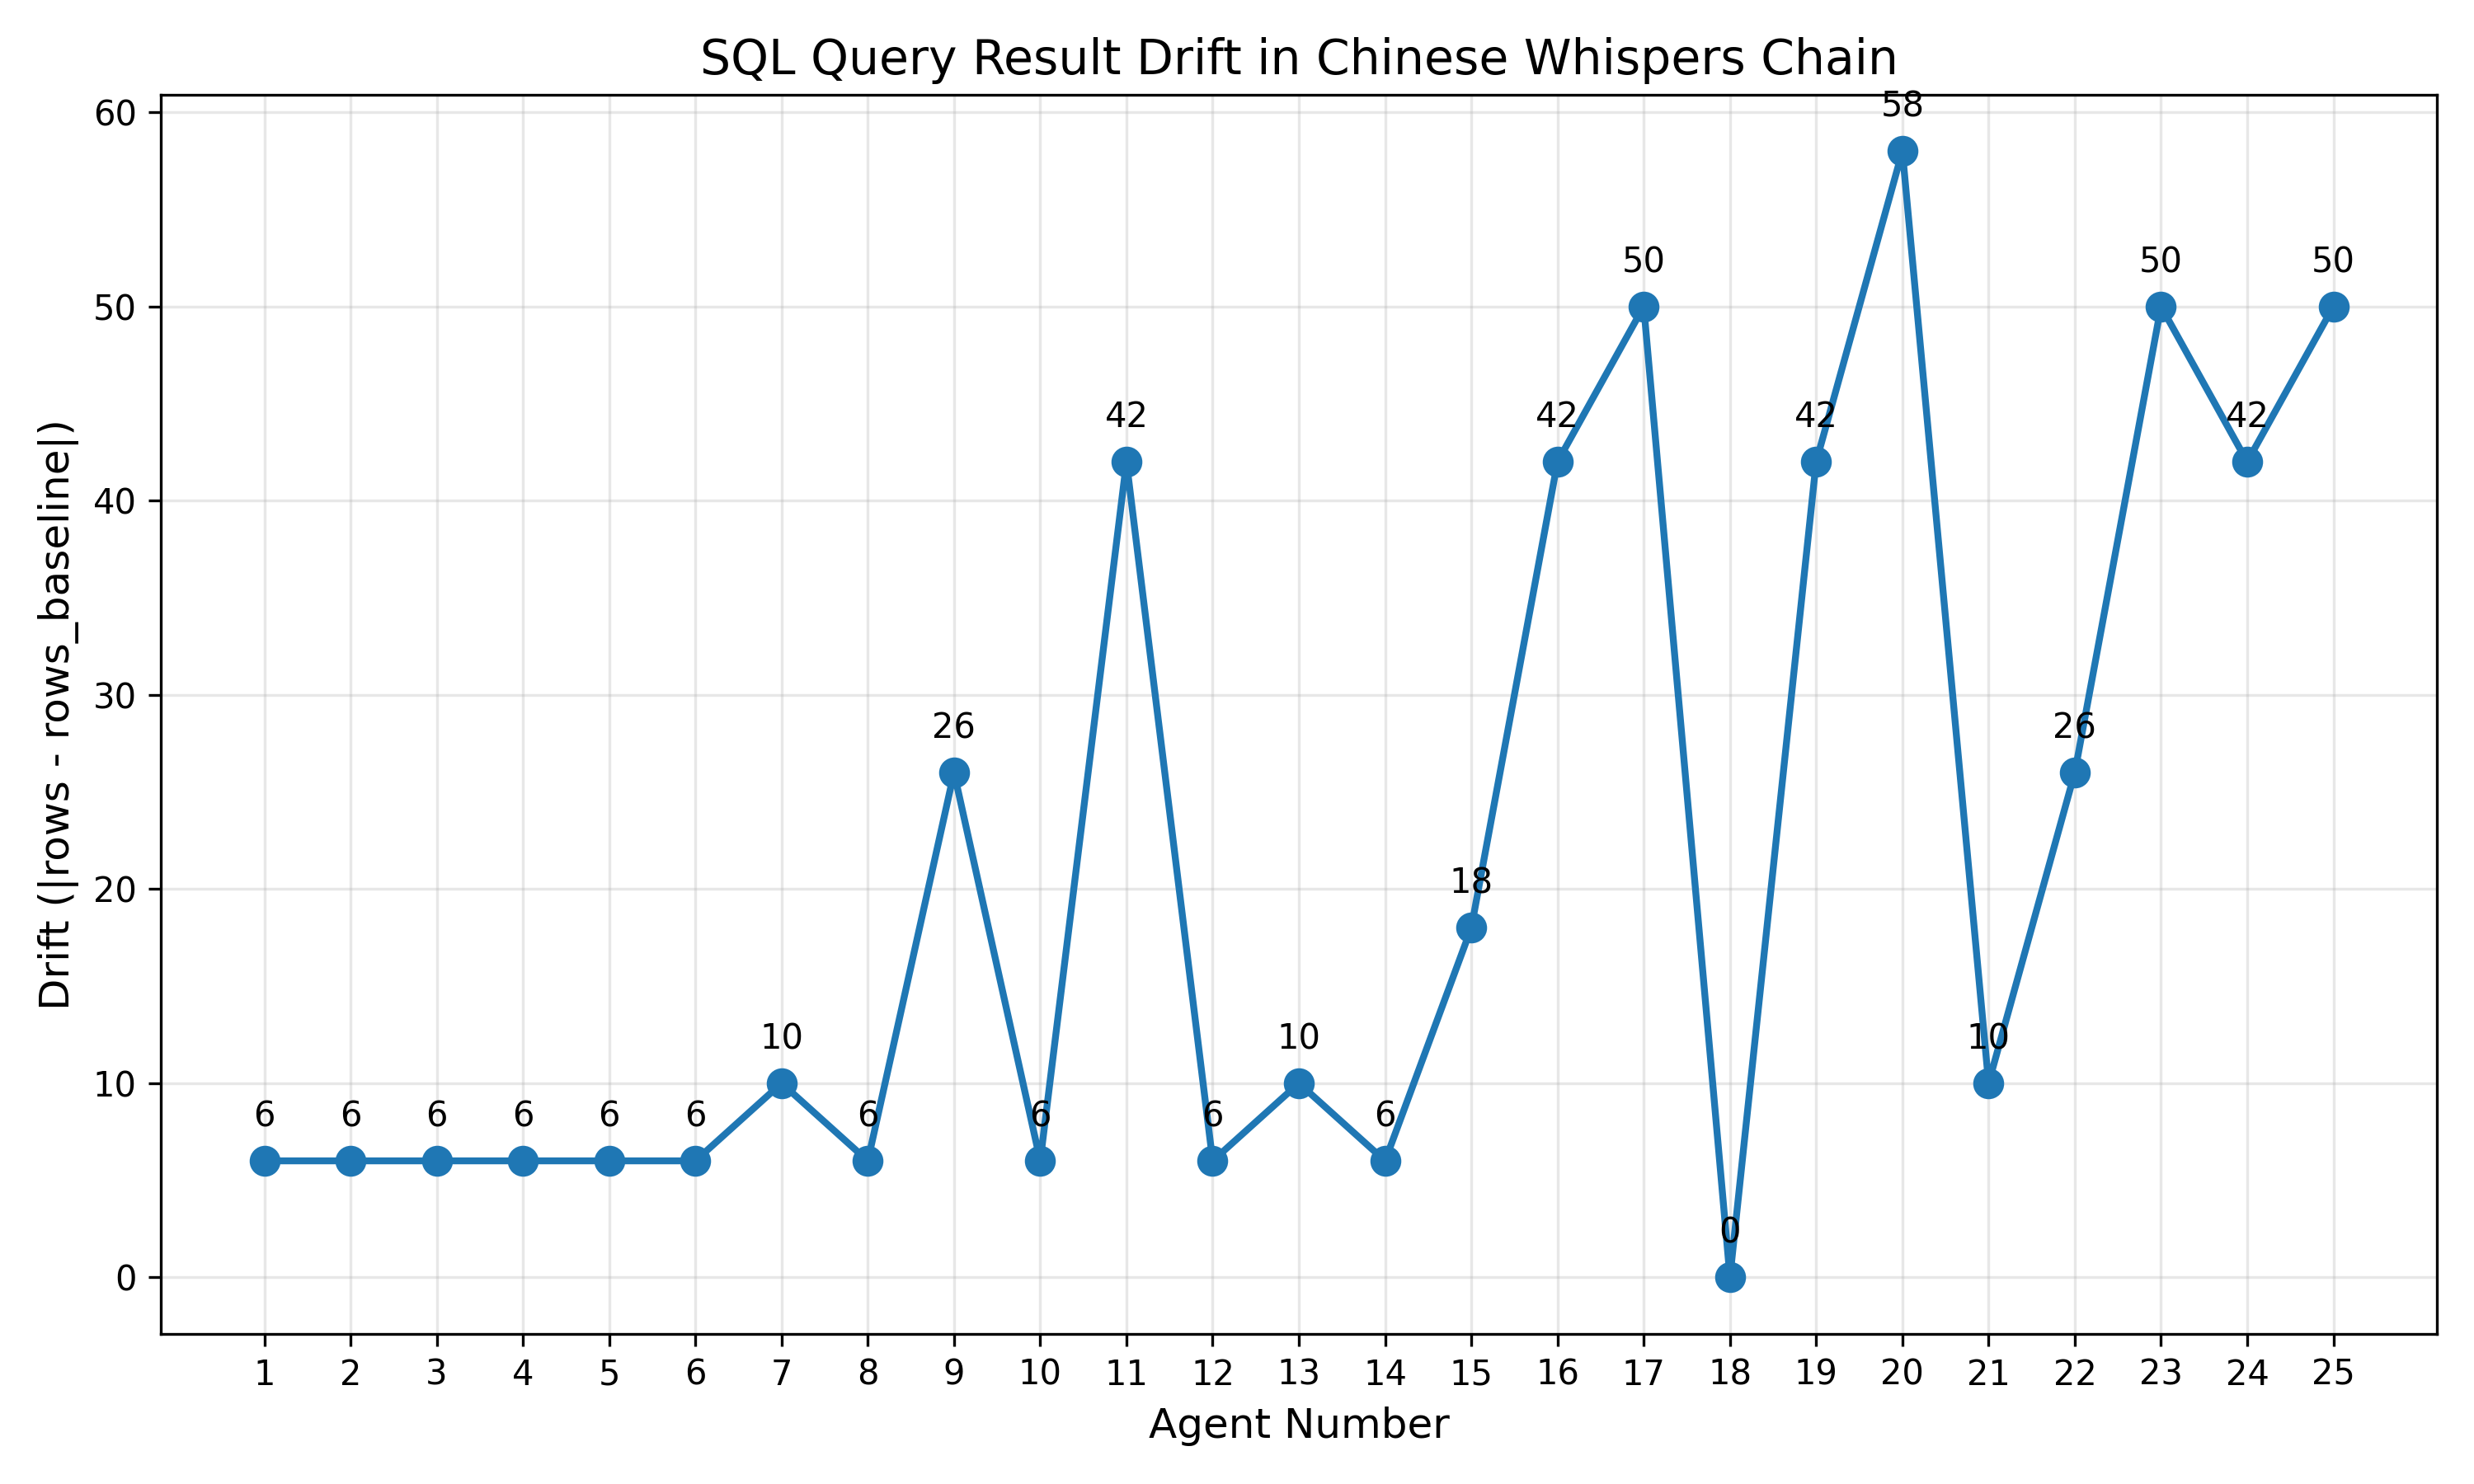 SQL Query Result Drift in Chinese Whispers Chain
Drift (|rows - rows_baseline|)
60
50
40
30
20
10
0
6 6 6 6 6 6 10 6 26 6 42 6 10 6 18 42 50 0 42 58 10 26 50 42 50
1 2 3 4 5 6 7 8 9 10 11 12 13 14 15 16 17 18 19 20 21 22 23 24 25
Agent Number